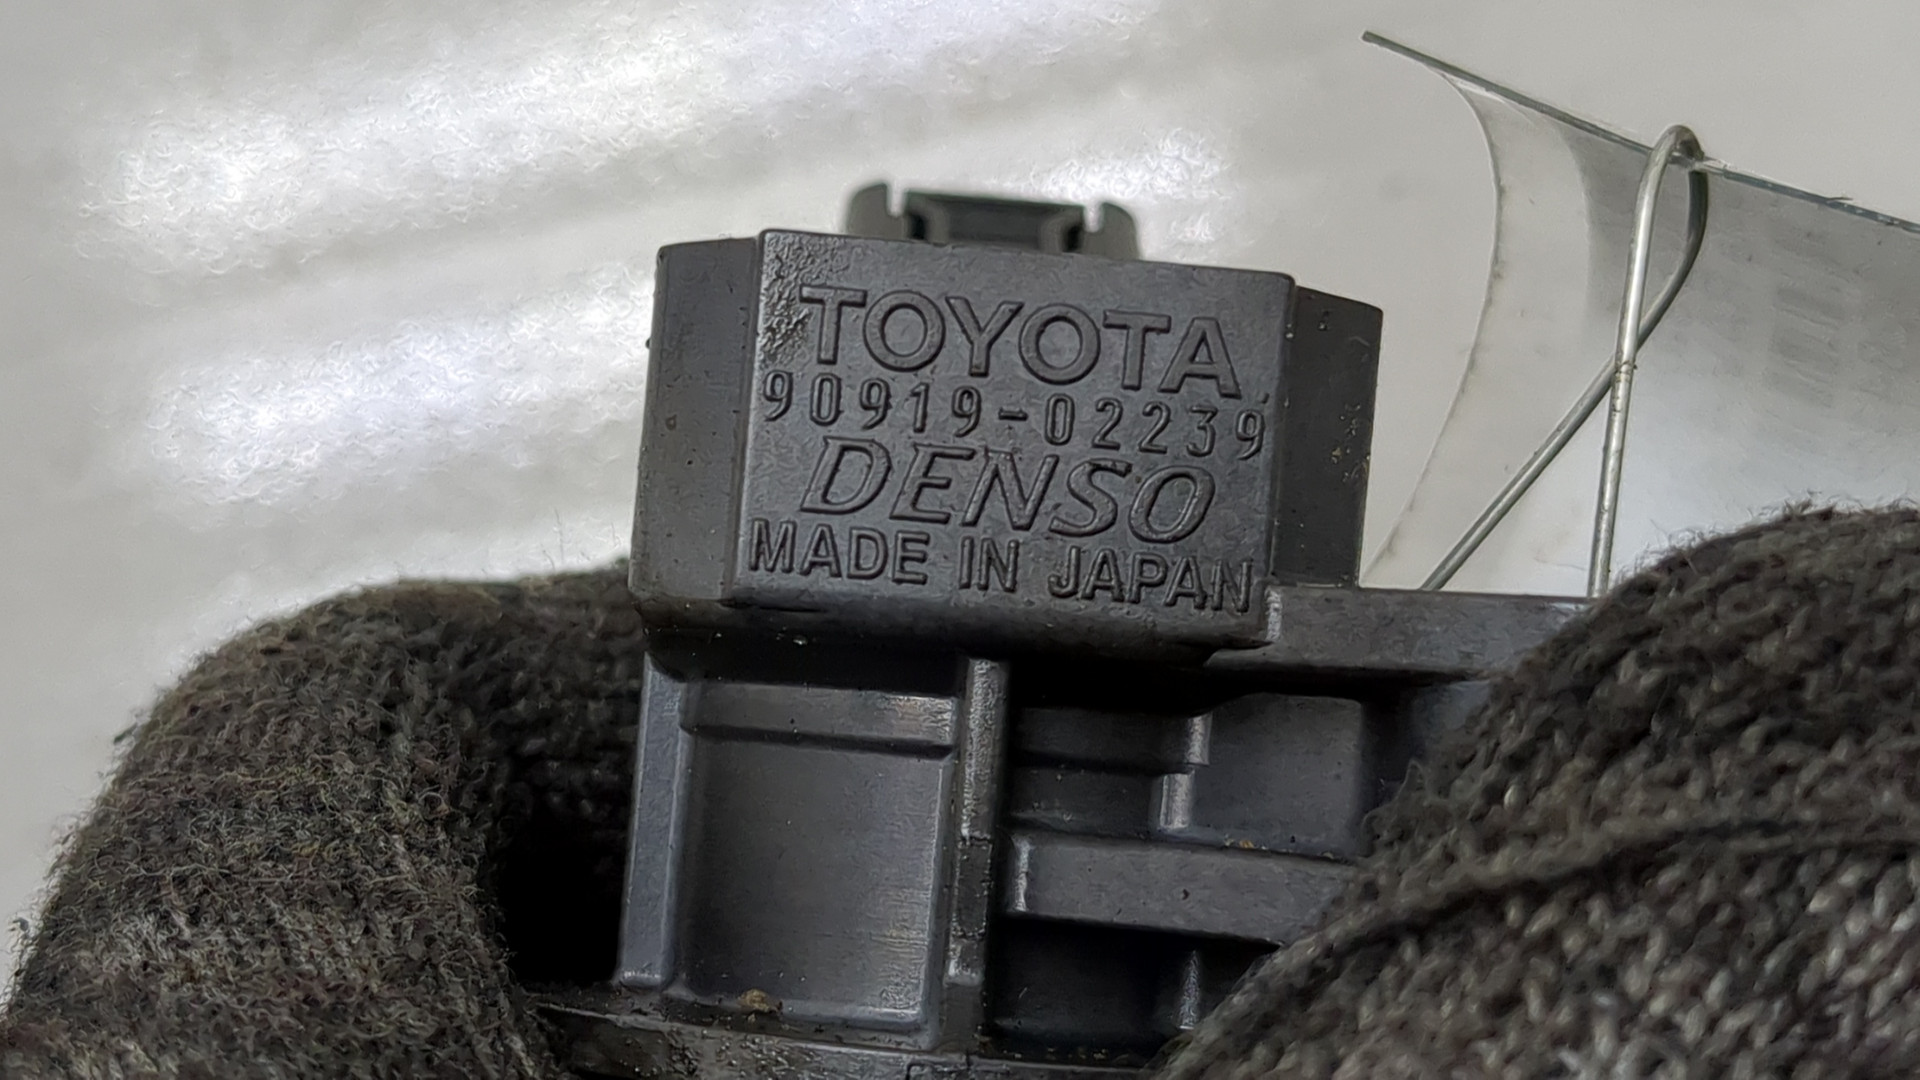 TOYOTA
90919-02239
DENSO
MADE IN JAPAN